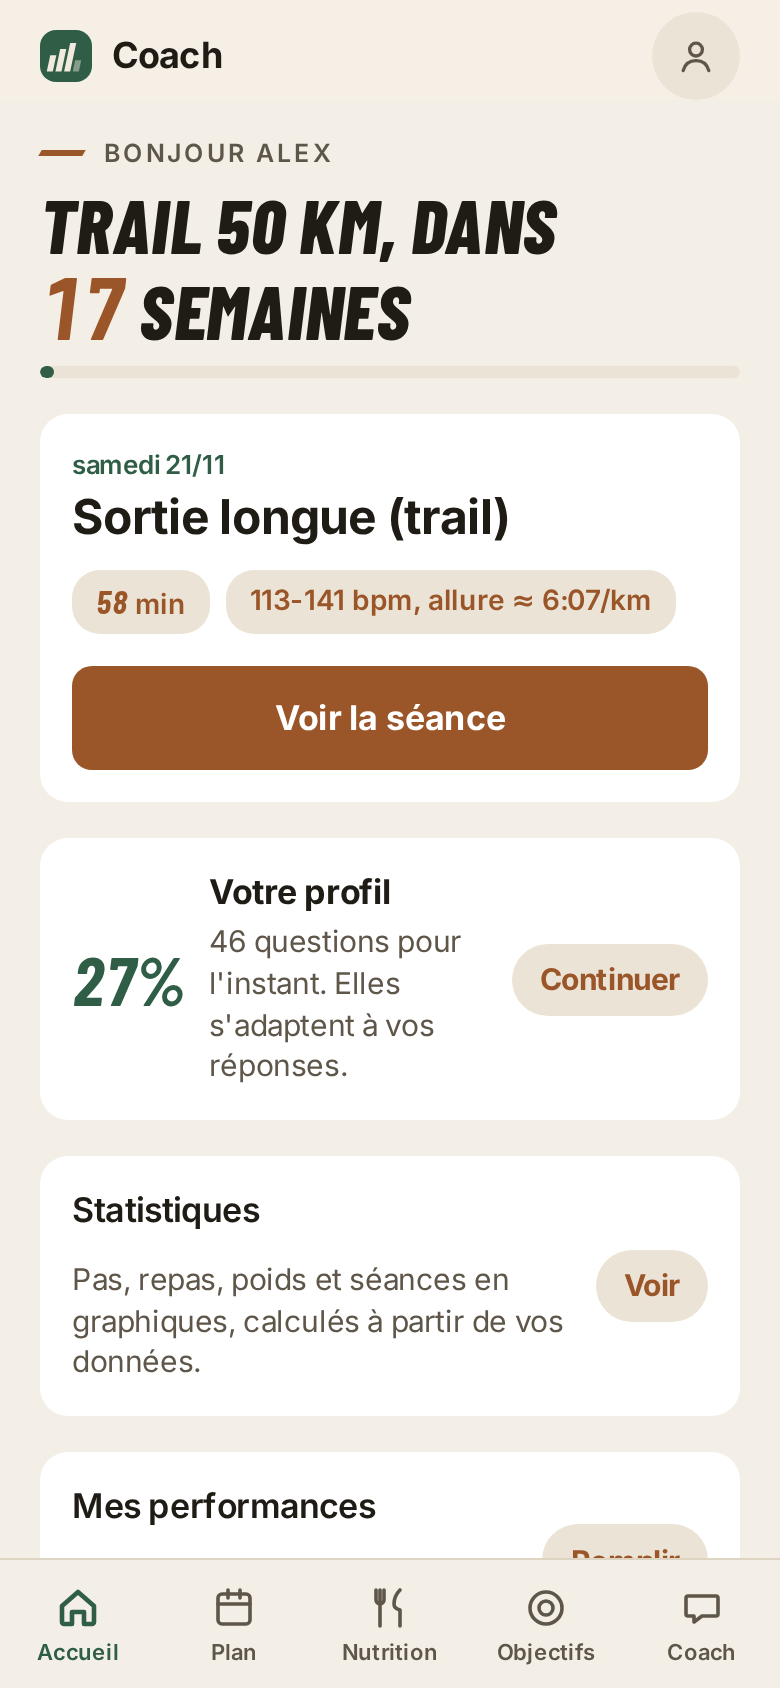 Coach
BONJOUR ALEX
TRAIL 50 KM, DANS
17 SEMAINES
samedi 21/11
Sortie longue (trail)
58 min
113-141 bpm, allure ≈ 6:07/km
Voir la séance
27%
Votre profil
46 questions pour
l'instant. Elles
s'adaptent à vos
réponses.
Continuer
Statistiques
Pas, repas, poids et séances en
graphiques, calculés à partir de vos
données.
Voir
Mes performances
Remplir
Accueil
Plan
Nutrition
Objectifs
Coach